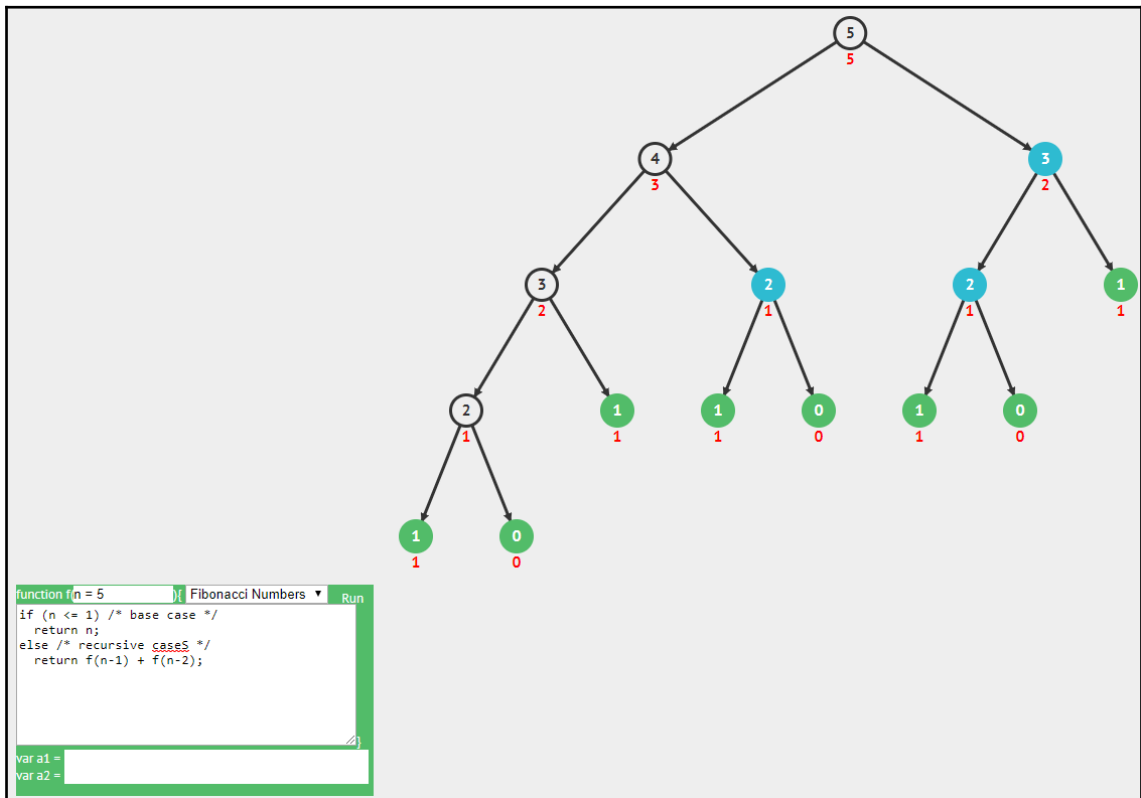 5
5
4 3
3 2
3 2 2 1
2 1 1 1
2 1 1 0 1 0
1 1 1 0 1 0
1 0
1 0
function f(n = 5 ){ Fibonacci Numbers ▼ Run
if (n <= 1) /* base case */
return n;
else /* recursive caseS */
return f(n-1) + f(n-2);
}
var a1 =
var a2 =